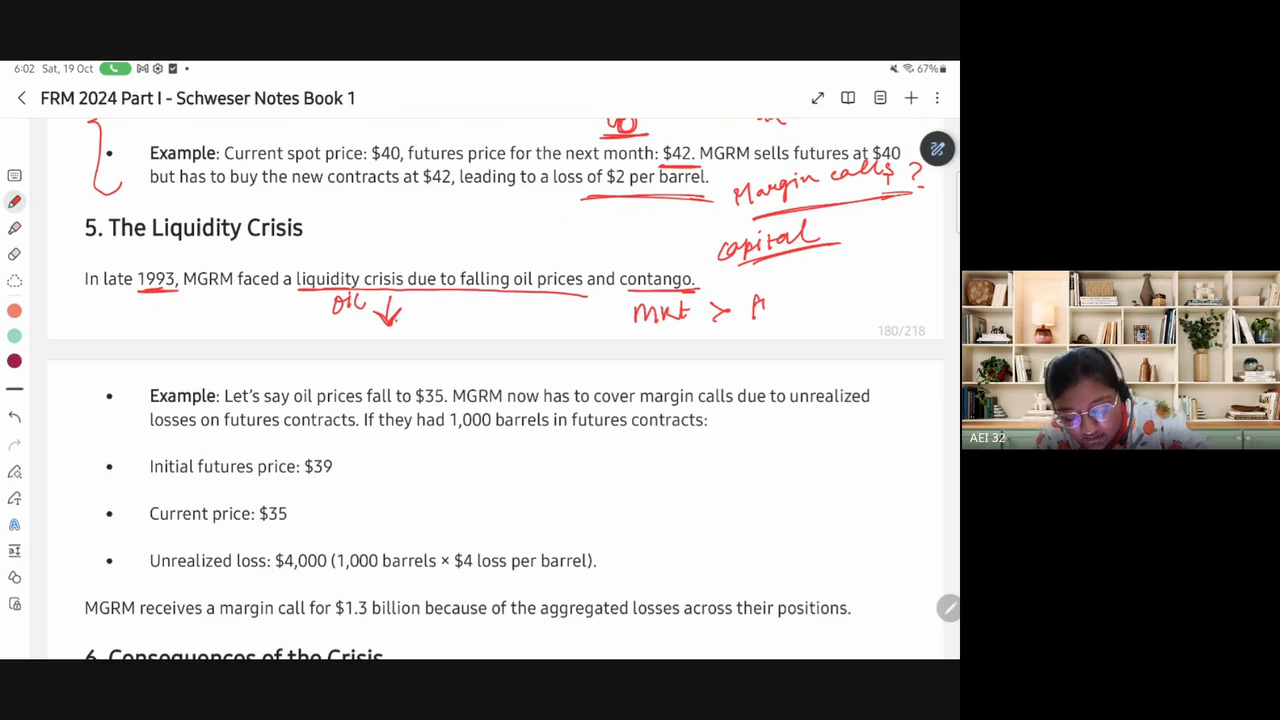 6:02 Sat, 19 Oct
67%
FRM 2024 Part I - Schweser Notes Book 1
• Example: Current spot price: $40, futures price for the next month: $42. MGRM sells futures at $40
but has to buy the new contracts at $42, leading to a loss of $2 per barrel.
Margin calls ?
capital
5. The Liquidity Crisis
In late 1993, MGRM faced a liquidity crisis due to falling oil prices and contango.
oil ↓
MKt >
180/218
• Example: Let's say oil prices fall to $35. MGRM now has to cover margin calls due to unrealized
losses on futures contracts. If they had 1,000 barrels in futures contracts:
• Initial futures price: $39
• Current price: $35
• Unrealized loss: $4,000 (1,000 barrels × $4 loss per barrel).
MGRM receives a margin call for $1.3 billion because of the aggregated losses across their positions.
6. Consequences of the Crisis
AEI 32